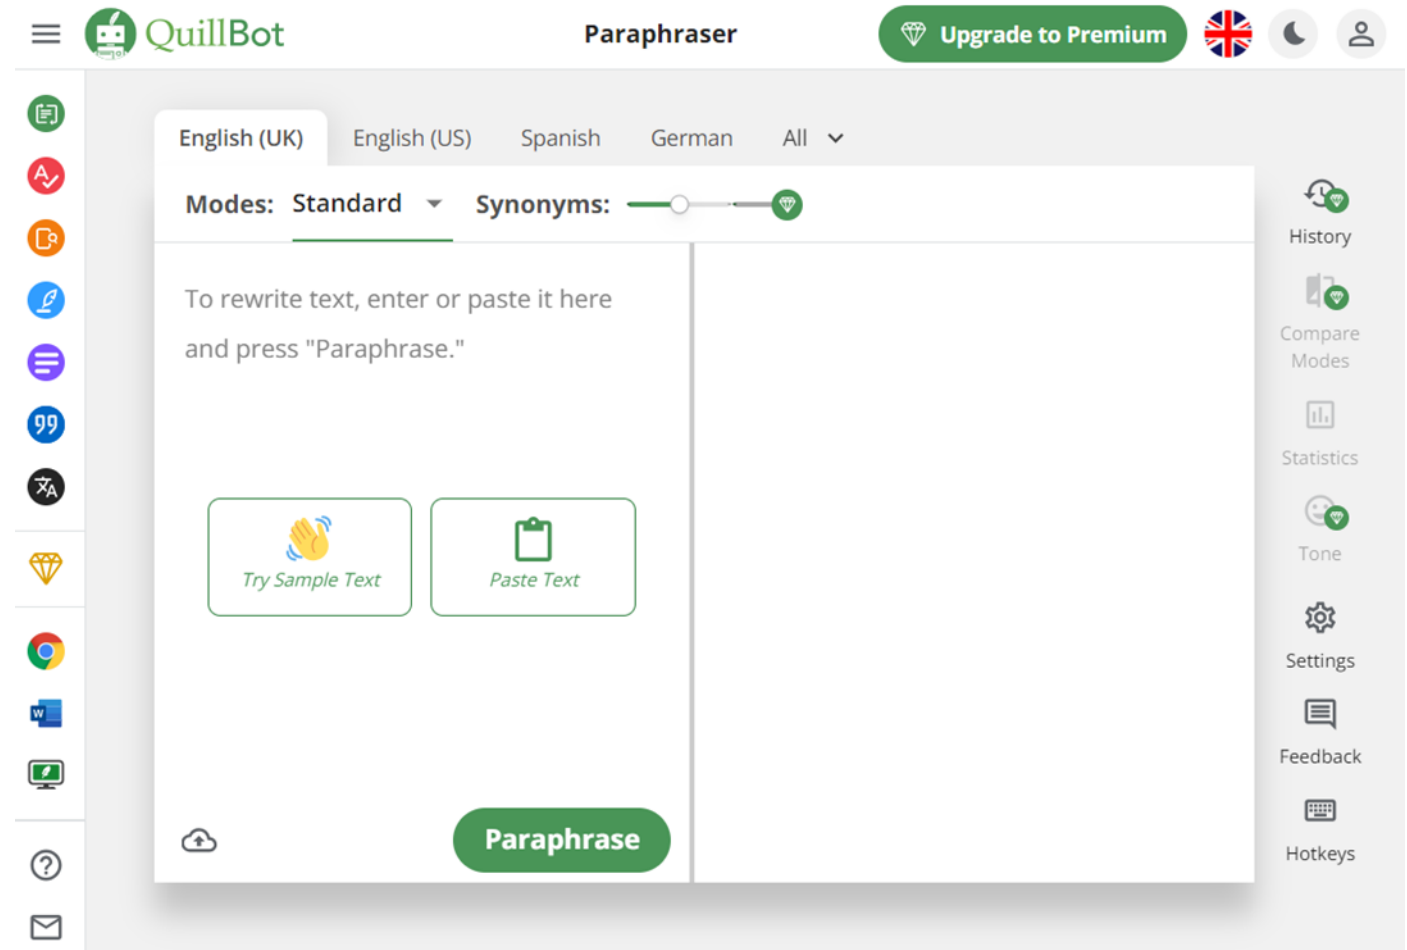 QuillBot
Paraphraser
Upgrade to Premium
English (UK) English (US) Spanish German All
Modes: Standard Synonyms:
To rewrite text, enter or paste it here
and press "Paraphrase."
Try Sample Text
Paste Text
Paraphrase
History
Compare
Modes
Statistics
Tone
Settings
Feedback
Hotkeys